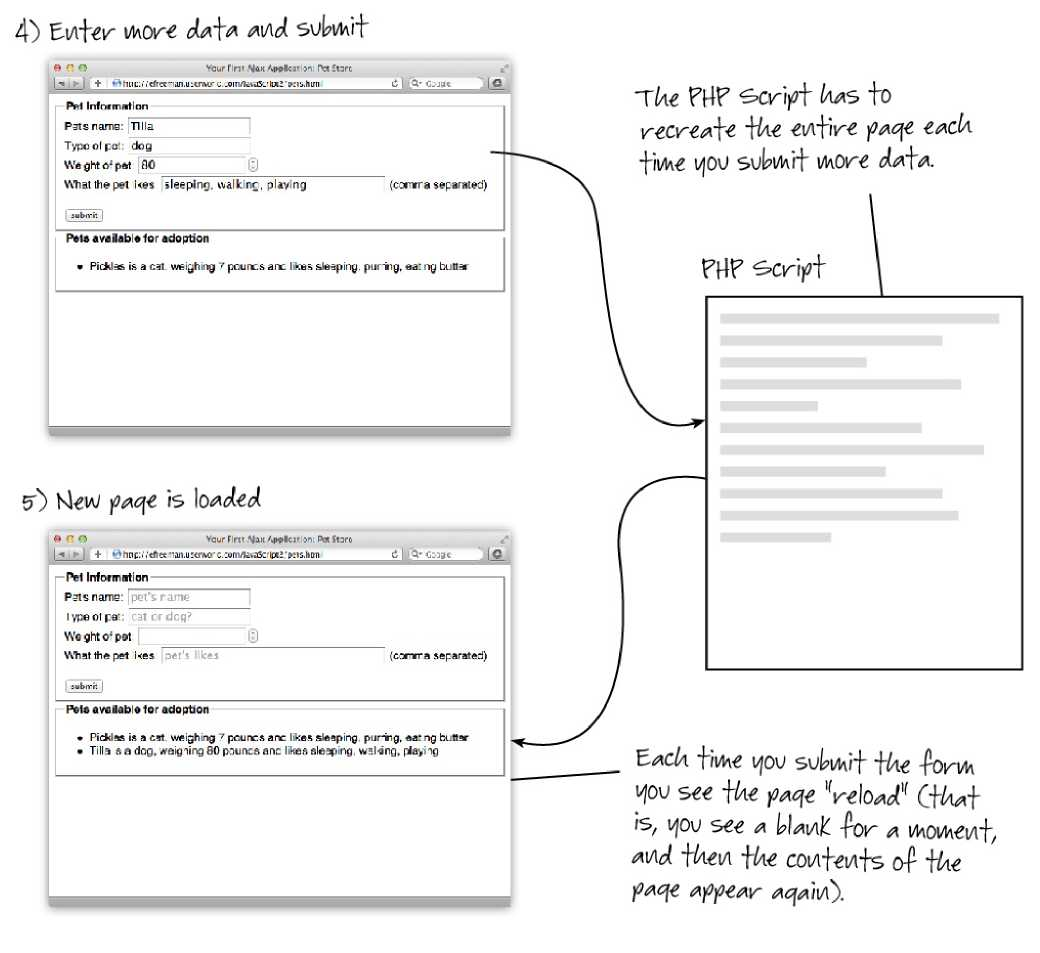 4) Enter more data and submit
Your First Ajax Application: Pet Store
Google
Pet Information
Pet's name: Tilla
Type of pet: dog
Weight of pet 80
What the pet likes sleeping, walking, playing (comma separated)
submit
Pets available for adoption
Pickles is a cat, weighing 7 pounds and likes sleeping, purring, eating butter
The PHP Script has to
recreate the entire page each
time you submit more data.
PHP Script
5) New page is loaded
Your First Ajax Application: Pet Store
Google
Pet Information
Pet's name: pet's name
Type of pet: cat or dog?
Weight of pet
What the pet likes pet's likes (comma separated)
submit
Pets available for adoption
Pickles is a cat, weighing 7 pounds and likes sleeping, purring, eating butter
Tilla is a dog, weighing 80 pounds and likes sleeping, walking, playing
Each time you submit the form
you see the page "reload" (that
is, you see a blank for a moment,
and then the contents of the
page appear again).